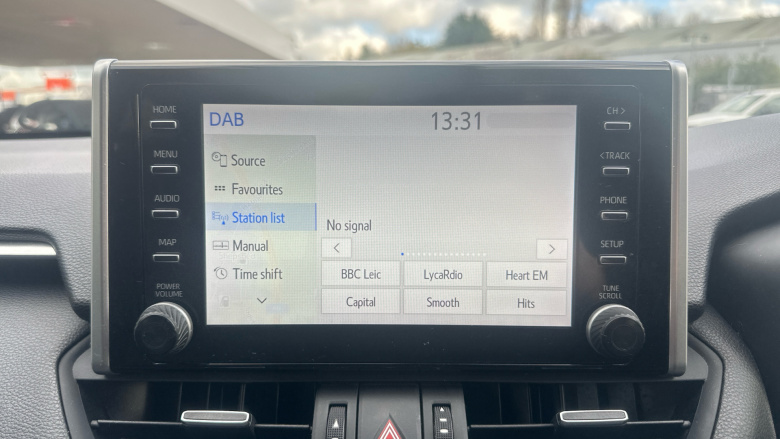 HOME
MENU
AUDIO
MAP
POWER
VOLUME
DAB
13:31
Source
Favourites
Station list
Manual
Time shift
No signal
<
>
BBC Leic
LycaRdio
Heart EM
Capital
Smooth
Hits
CH >
< TRACK
PHONE
SETUP
TUNE
SCROLL